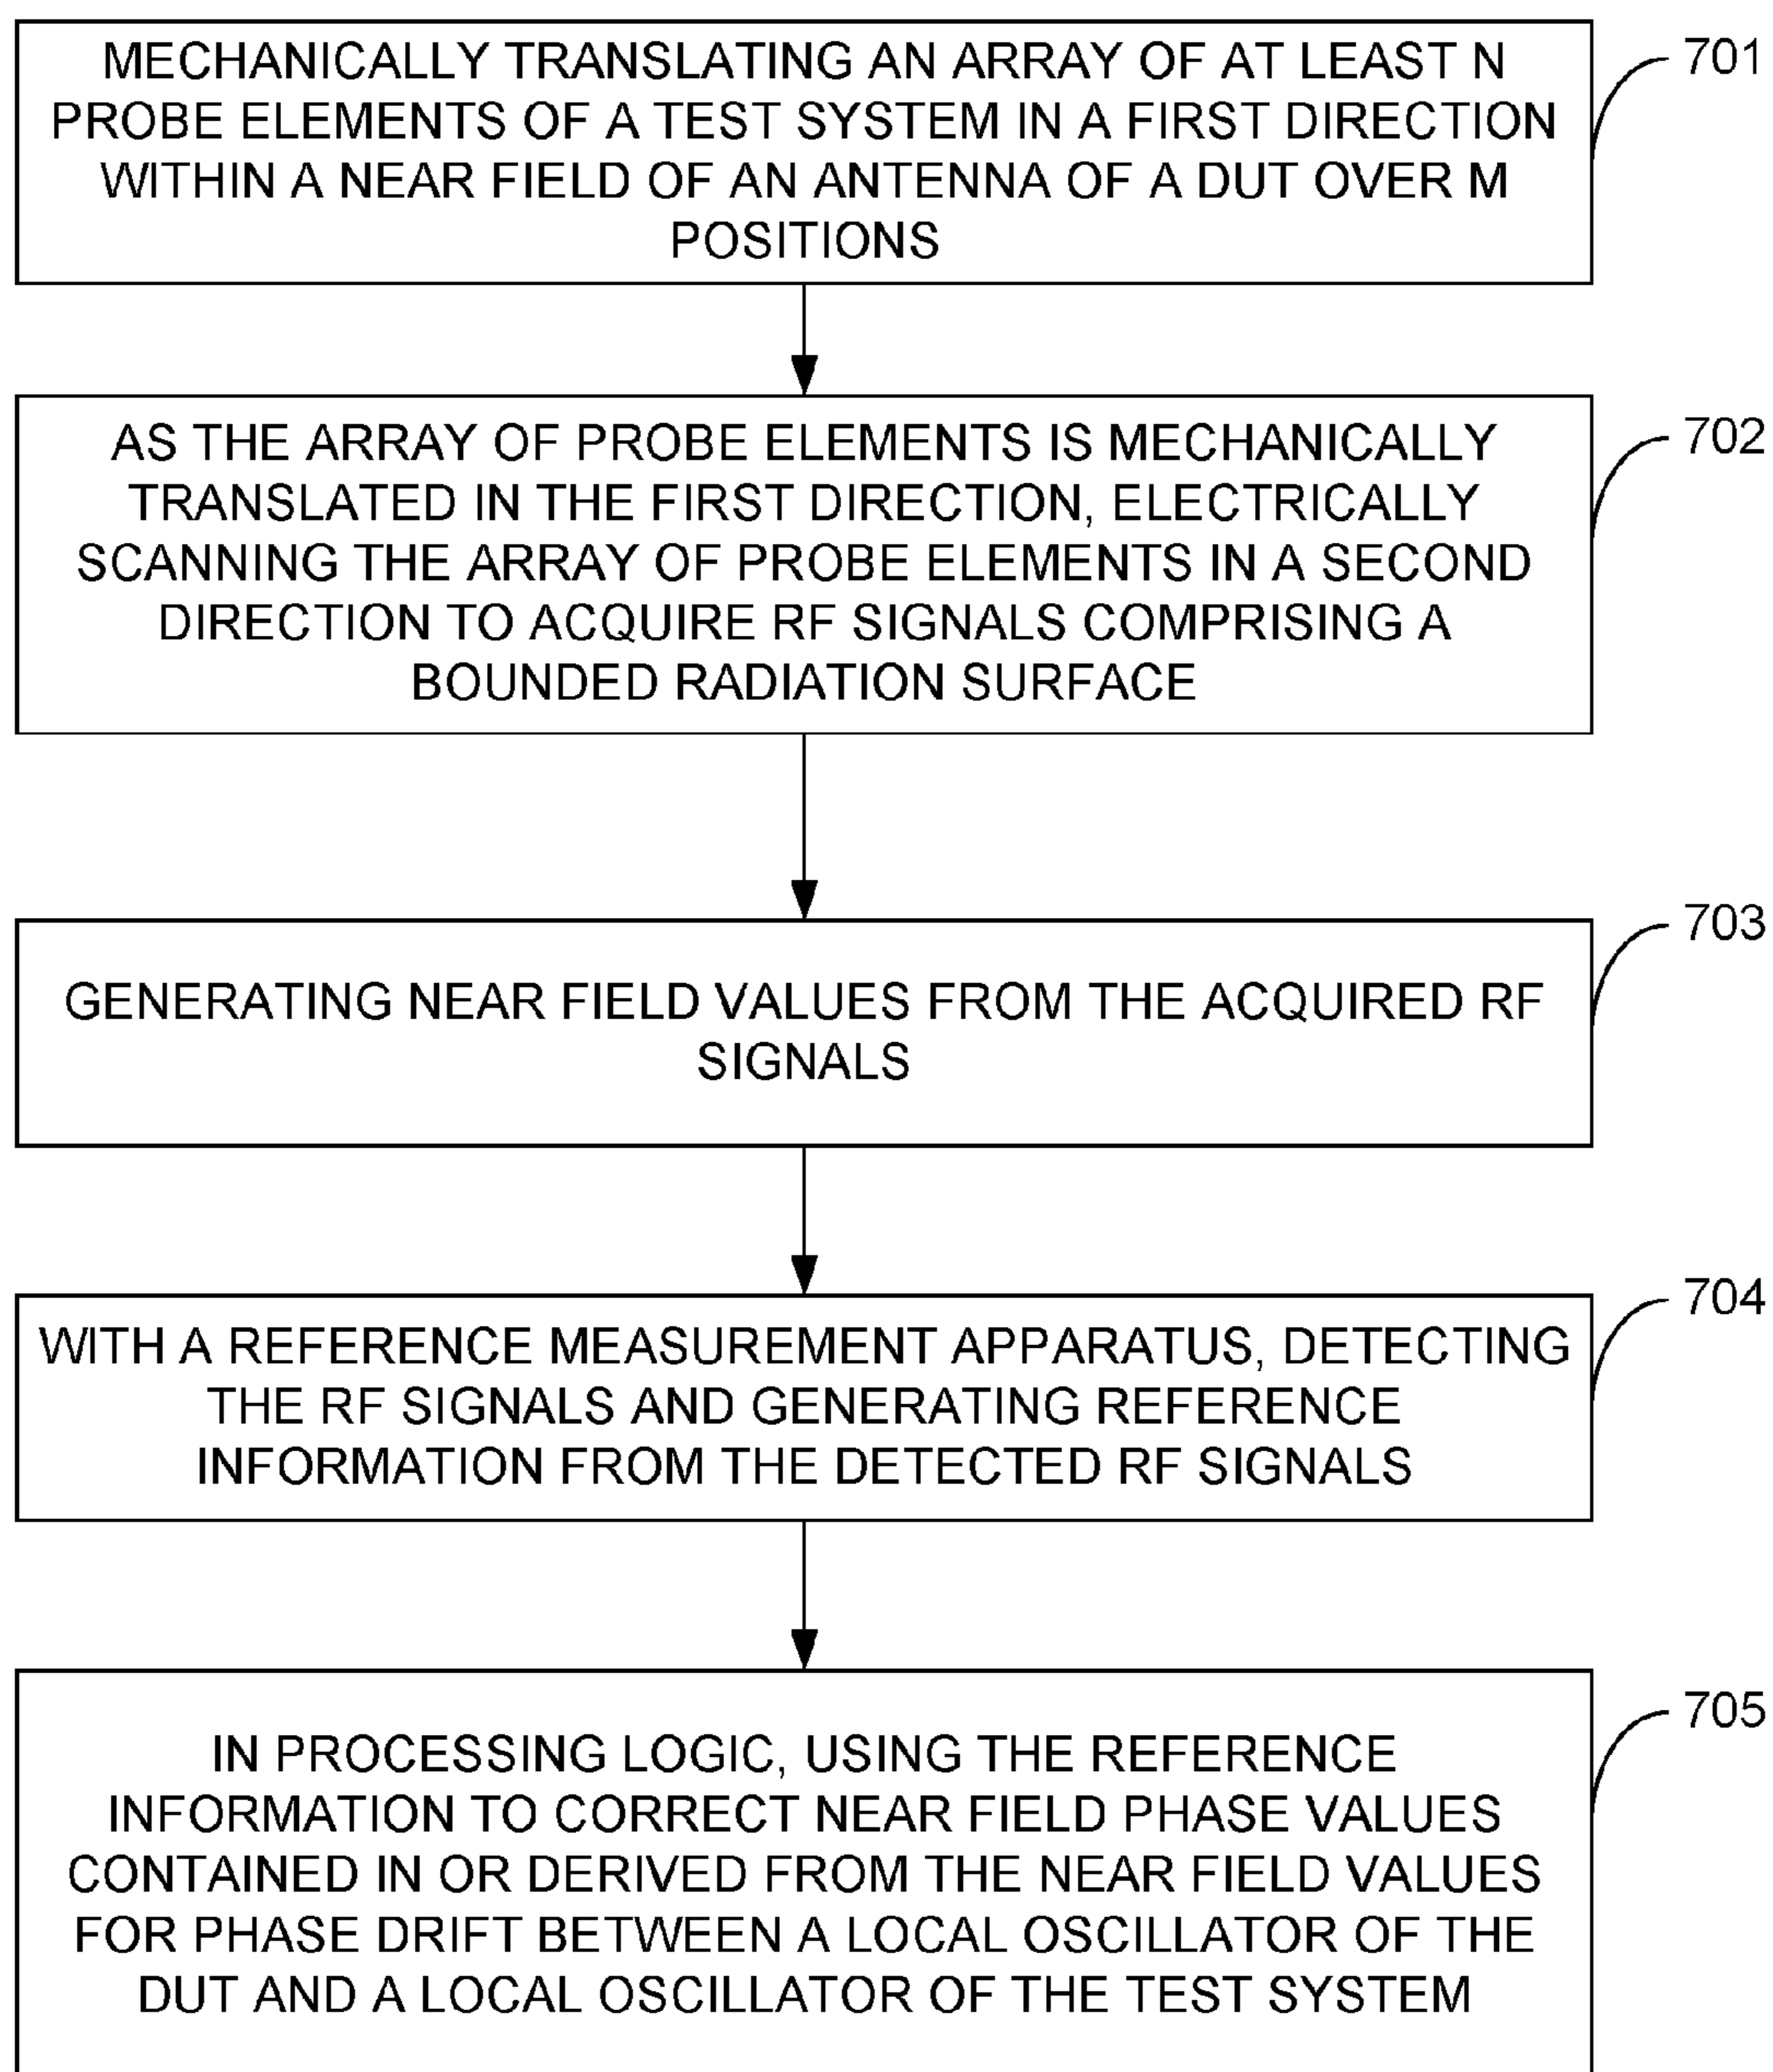 MECHANICALLY TRANSLATING AN ARRAY OF AT LEAST N
PROBE ELEMENTS OF A TEST SYSTEM IN A FIRST DIRECTION
WITHIN A NEAR FIELD OF AN ANTENNA OF A DUT OVER M
POSITIONS
701
AS THE ARRAY OF PROBE ELEMENTS IS MECHANICALLY
TRANSLATED IN THE FIRST DIRECTION, ELECTRICALLY
SCANNING THE ARRAY OF PROBE ELEMENTS IN A SECOND
DIRECTION TO ACQUIRE RF SIGNALS COMPRISING A
BOUNDED RADIATION SURFACE
702
GENERATING NEAR FIELD VALUES FROM THE ACQUIRED RF
SIGNALS
703
WITH A REFERENCE MEASUREMENT APPARATUS, DETECTING
THE RF SIGNALS AND GENERATING REFERENCE
INFORMATION FROM THE DETECTED RF SIGNALS
704
IN PROCESSING LOGIC, USING THE REFERENCE
INFORMATION TO CORRECT NEAR FIELD PHASE VALUES
CONTAINED IN OR DERIVED FROM THE NEAR FIELD VALUES
FOR PHASE DRIFT BETWEEN A LOCAL OSCILLATOR OF THE
DUT AND A LOCAL OSCILLATOR OF THE TEST SYSTEM
705